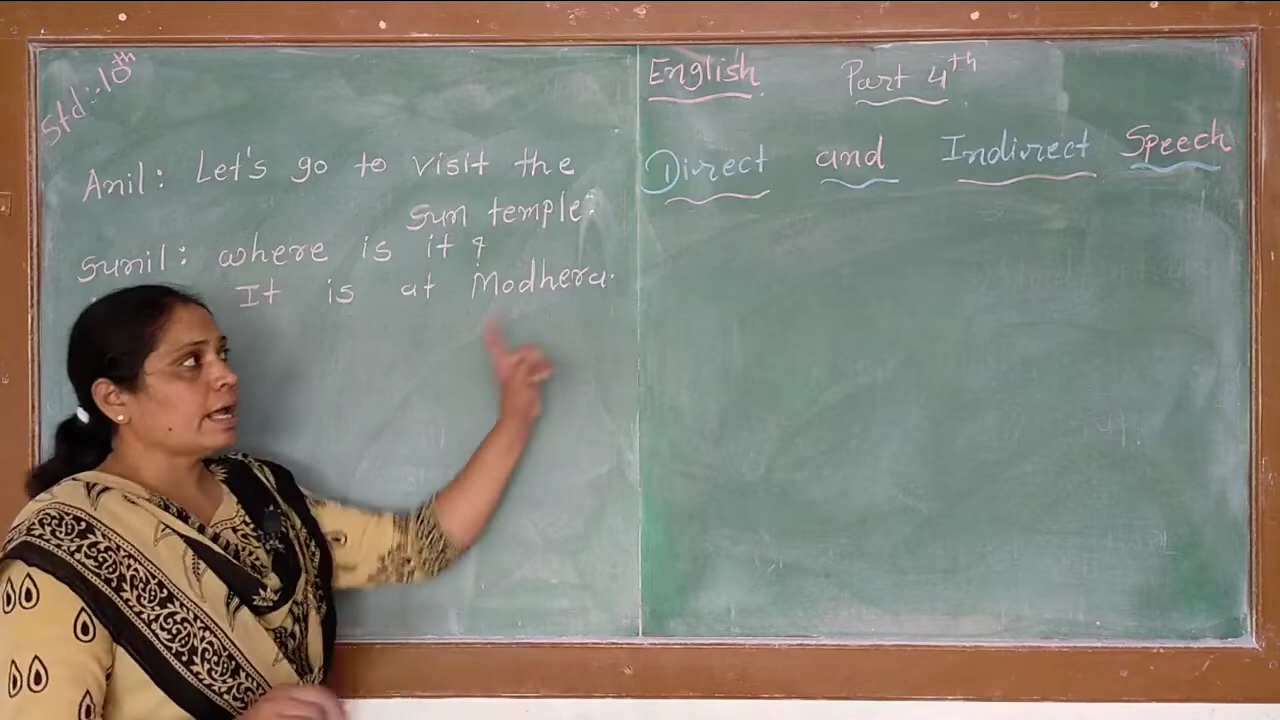 Std:-10th
Anil: Let's go to visit the
sun temple.
sunil: where is it?
It is at Modhera.
English Part 4th
Direct and Indirect Speech